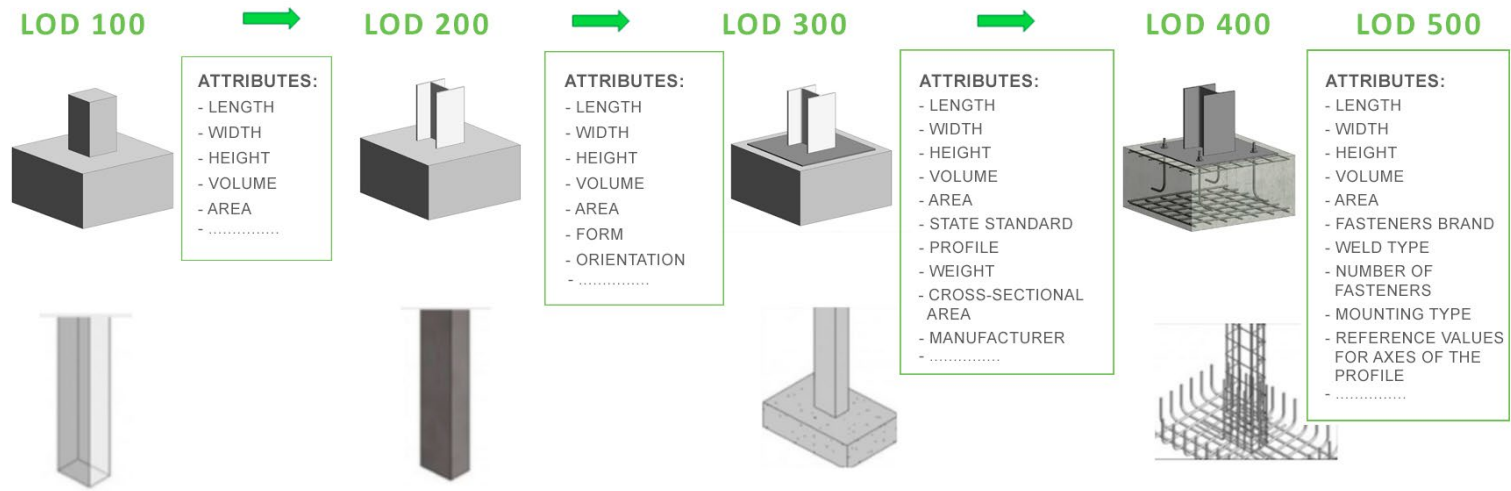 LOD 100
LOD 200
LOD 300
LOD 400
LOD 500
ATTRIBUTES:
- LENGTH
- WIDTH
- HEIGHT
- VOLUME
- AREA
- ...............
ATTRIBUTES:
- LENGTH
- WIDTH
- HEIGHT
- VOLUME
- AREA
- FORM
- ORIENTATION
- ...............
ATTRIBUTES:
- LENGTH
- WIDTH
- HEIGHT
- VOLUME
- AREA
- STATE STANDARD
- PROFILE
- WEIGHT
- CROSS-SECTIONAL
AREA
- MANUFACTURER
- ...............
ATTRIBUTES:
- LENGTH
- WIDTH
- HEIGHT
- VOLUME
- AREA
- FASTENERS BRAND
- WELD TYPE
- NUMBER OF
FASTENERS
- MOUNTING TYPE
- REFERENCE VALUES
FOR AXES OF THE
PROFILE
- ...............